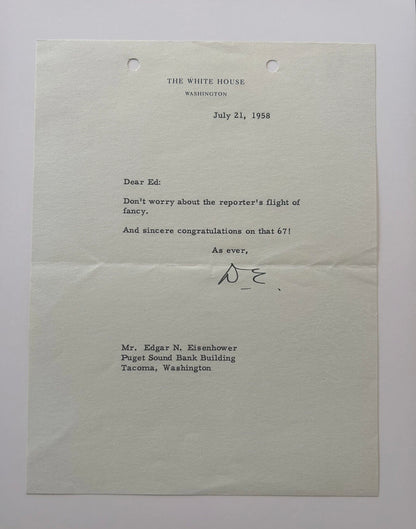 THE WHITE HOUSE
WASHINGTON
July 21, 1958
Dear Ed:
Don't worry about the reporter's flight of
fancy.
And sincere congratulations on that 67!
As ever,
D.E.
Mr. Edgar N. Eisenhower
Puget Sound Bank Building
Tacoma, Washington